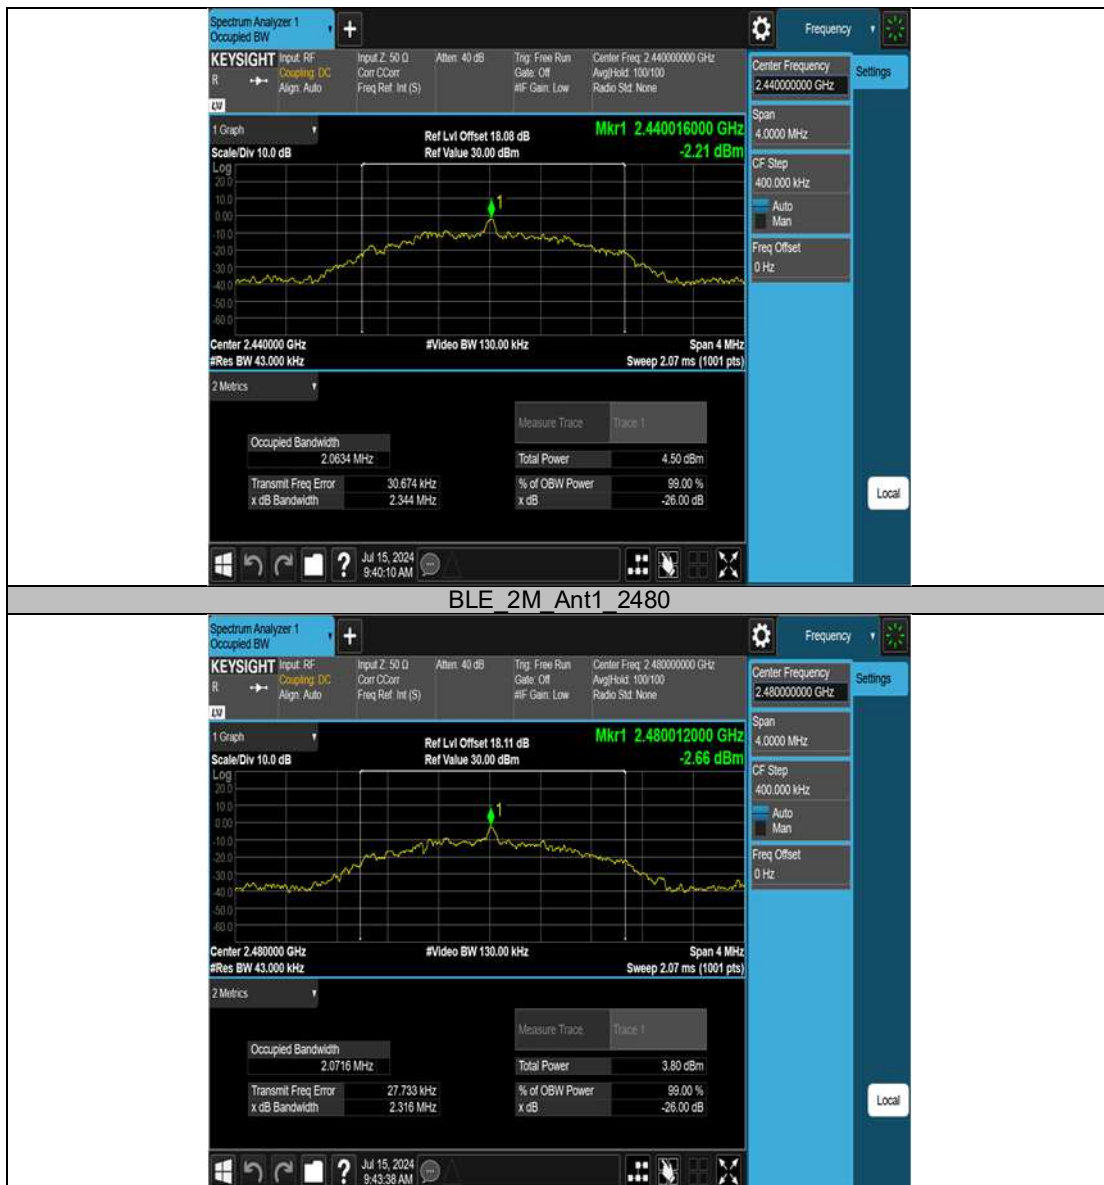 Spectrum Analyzer 1
Occupied BW
+
Frequency
KEYSIGHT Input: RF Input Z: 50 Ω Atten: 40 dB Trig: Free Run Center Freq: 2.440000000 GHz
R Coupling: DC Corr CCorr Gate: Off Avg|Hold: 100/100
Align: Auto Freq Ref: Int (S) #IF Gain: Low Radio Std: None
Center Frequency
2.440000000 GHz
Settings
Span
4.0000 MHz
CF Step
400.000 kHz
Auto
Man
Freq Offset
0 Hz
Local
1 Graph
Ref Lvl Offset 18.08 dB
Mkr1 2.440016000 GHz
Scale/Div 10.0 dB
Ref Value 30.00 dBm
-2.21 dBm
Log
20.0
10.0
0.00
-10.0
-20.0
-30.0
-40.0
-50.0
-60.0
1
Center 2.440000 GHz #Video BW 130.00 kHz Span 4 MHz
#Res BW 43.000 kHz Sweep 2.07 ms (1001 pts)
2 Metrics
Measure Trace Trace 1
Occupied Bandwidth
2.0634 MHz
Total Power 4.50 dBm
Transmit Freq Error 30.674 kHz % of OBW Power 99.00 %
x dB Bandwidth 2.344 MHz x dB -26.00 dB
? Jul 15, 2024
9:40:10 AM
BLE_2M_Ant1_2480
Spectrum Analyzer 1
Occupied BW
+
Frequency
KEYSIGHT Input: RF Input Z: 50 Ω Atten: 40 dB Trig: Free Run Center Freq: 2.480000000 GHz
R Coupling: DC Corr CCorr Gate: Off Avg|Hold: 100/100
Align: Auto Freq Ref: Int (S) #IF Gain: Low Radio Std: None
Center Frequency
2.480000000 GHz
Settings
Span
4.0000 MHz
CF Step
400.000 kHz
Auto
Man
Freq Offset
0 Hz
Local
1 Graph
Ref Lvl Offset 18.11 dB
Mkr1 2.480012000 GHz
Scale/Div 10.0 dB
Ref Value 30.00 dBm
-2.66 dBm
Log
20.0
10.0
0.00
-10.0
-20.0
-30.0
-40.0
-50.0
-60.0
1
Center 2.480000 GHz #Video BW 130.00 kHz Span 4 MHz
#Res BW 43.000 kHz Sweep 2.07 ms (1001 pts)
2 Metrics
Measure Trace Trace 1
Occupied Bandwidth
2.0716 MHz
Total Power 3.80 dBm
Transmit Freq Error 27.733 kHz % of OBW Power 99.00 %
x dB Bandwidth 2.316 MHz x dB -26.00 dB
? Jul 15, 2024
9:43:38 AM